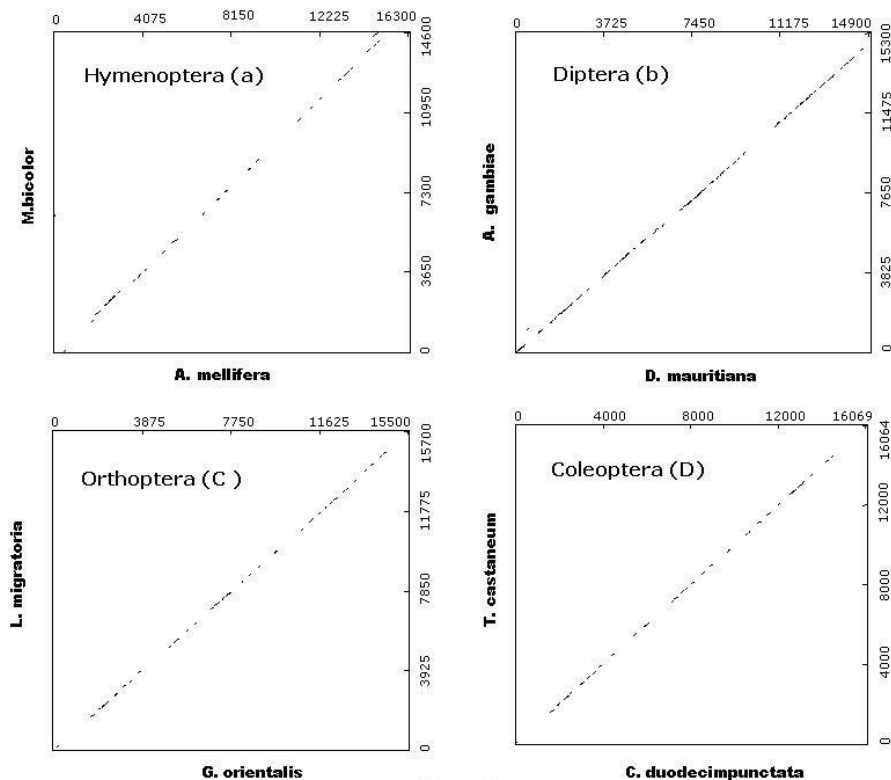 0 4075 8150 12225 16300
Hymenoptera (a)
M.bicolor
14600
10950
7300
3650
0
A. mellifera
0 3725 7450 11175 14900
Diptera (b)
A. gambiae
15300
11475
7650
3825
0
D. mauritiana
0 3875 7750 11625 15500
Orthoptera (C )
L. migratoria
15700
11775
7850
3925
0
G. orientalis
0 4000 8000 12000 16069
Coleoptera (D)
T. castaneum
16064
12000
8000
4000
0
C. duodecimpunctata